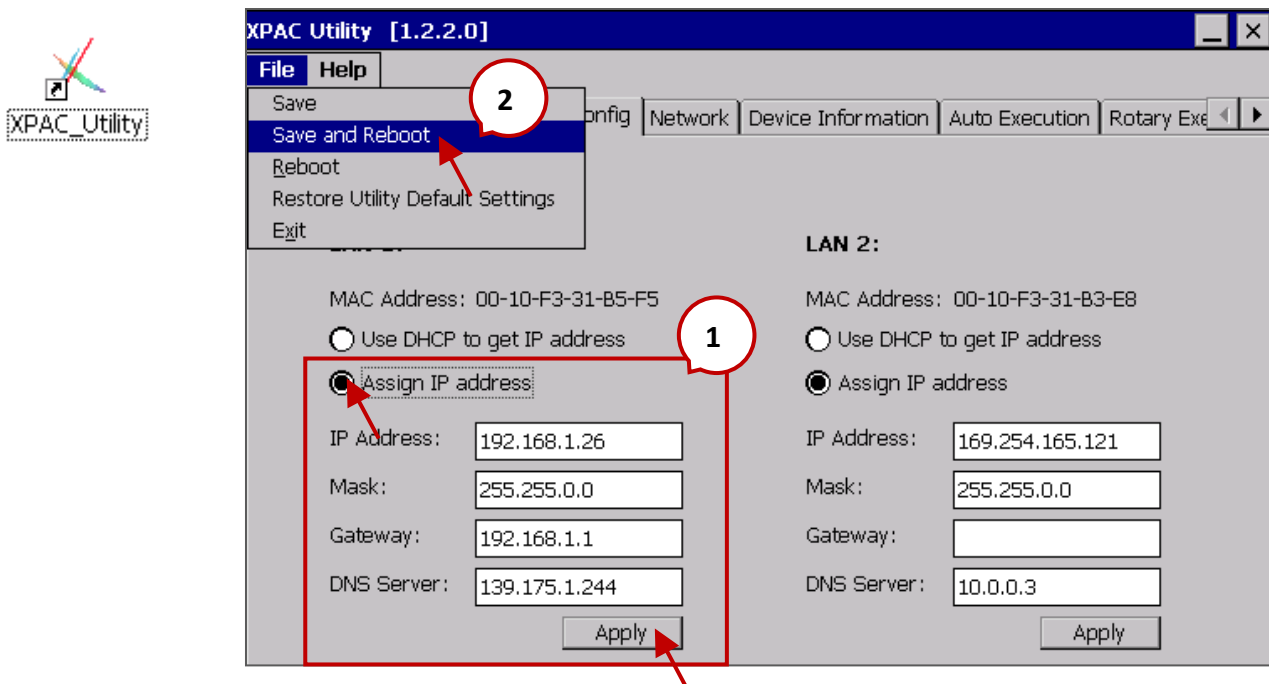 XPAC_Utility
XPAC Utility [1.2.2.0]
File Help
Save
Save and Reboot
Reboot
Restore Utility Default Settings
Exit
2
Network Device Information Auto Execution Rotary
LAN 2:
MAC Address: 00-10-F3-31-B5-F5
Use DHCP to get IP address
1
Assign IP address
IP Address: 192.168.1.26
Mask: 255.255.0.0
Gateway: 192.168.1.1
DNS Server: 139.175.1.244
Apply
MAC Address: 00-10-F3-31-B3-E8
Use DHCP to get IP address
Assign IP address
IP Address: 169.254.165.121
Mask: 255.255.0.0
Gateway:
DNS Server: 10.0.0.3
Apply